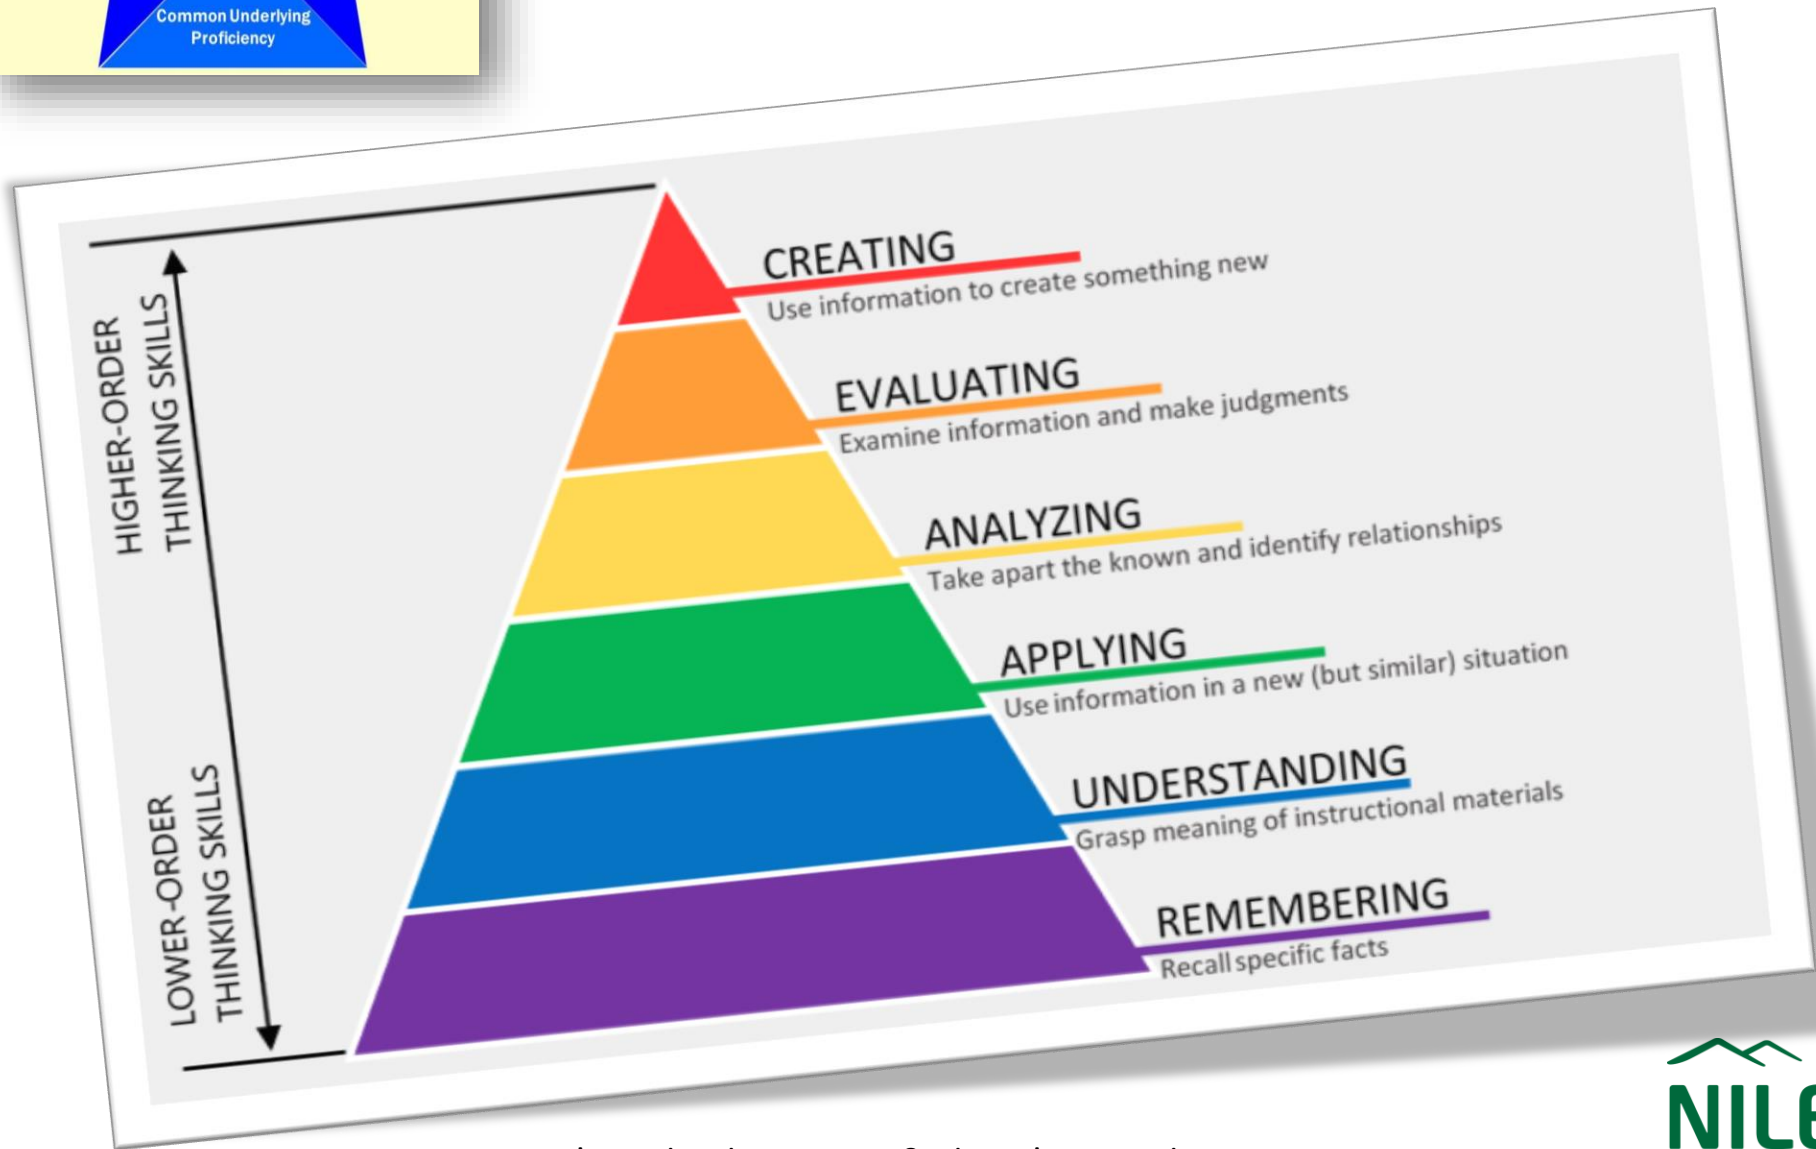 Common Underlying
Proficiency
HIGHER-ORDER
THINKING SKILLS
LOWER-ORDER
THINKING SKILLS
CREATING
Use information to create something new
EVALUATING
Examine information and make judgments
ANALYZING
Take apart the known and identify relationships
APPLYING
Use information in a new (but similar) situation
UNDERSTANDING
Grasp meaning of instructional materials
REMEMBERING
Recall specific facts